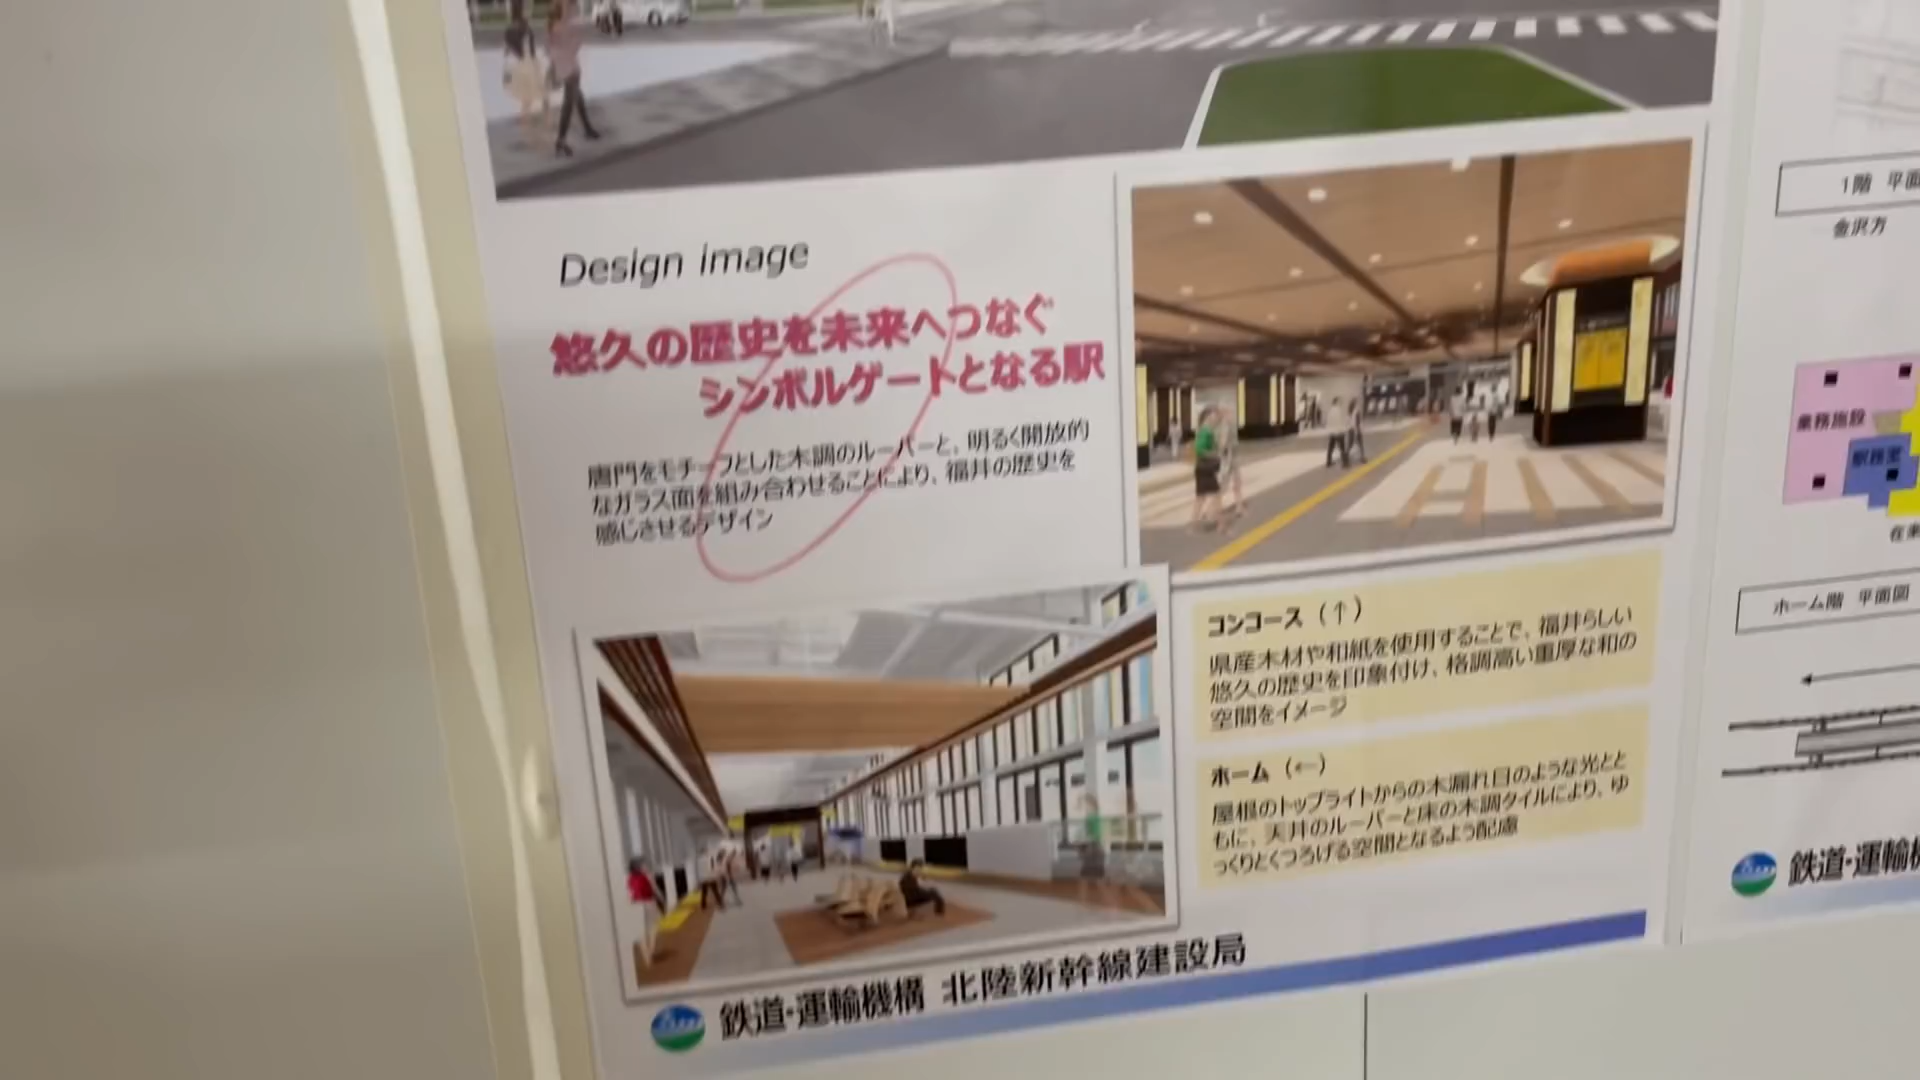 Design image
悠久の歴史を未来へつなぐ
シンボルゲートとなる駅
唐門をモチーフとした木調のルーバーと、明るく開放的
なガラス面を組み合わせることにより、福井の歴史を
感じさせるデザイン
コンコース（↑）
県産木材や和紙を使用することで、福井らしい
悠久の歴史を印象付け、格調高い重厚な和の
空間をイメージ
ホーム（←）
屋根のトップライトからの木漏れ日のような光とと
もに、天井のルーバーと床の木調タイルにより、ゆ
っくりとくつろげる空間となるよう配慮
鉄道・運輸機構 北陸新幹線建設局
1階 平面
金沢方
業務施設
駅務室
在来
ホーム階 平面図
鉄道・運輸機